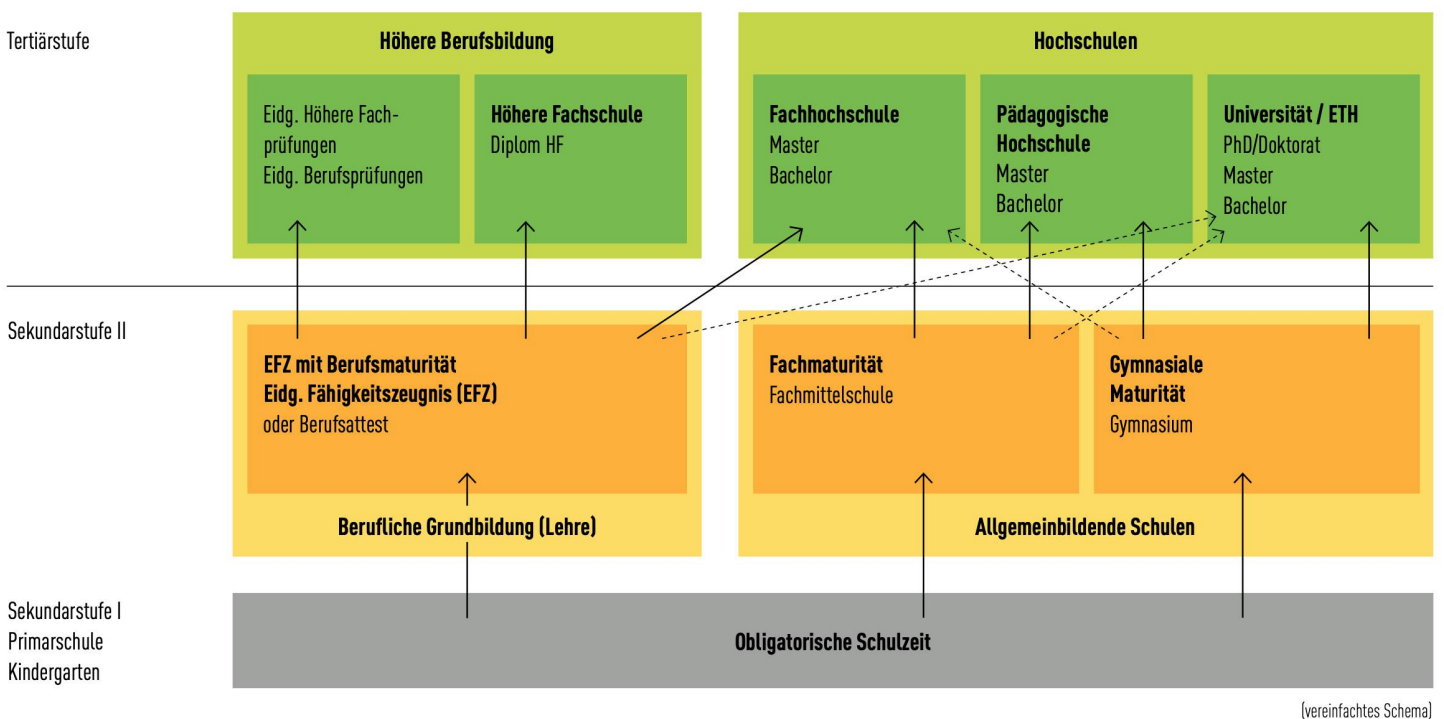 Tertiärstufe
Höhere Berufsbildung
Eidg. Höhere Fach-
prüfungen
Eidg. Berufsprüfungen
Höhere Fachschule
Diplom HF
Hochschulen
Fachhochschule
Master
Bachelor
Pädagogische
Hochschule
Master
Bachelor
Universität / ETH
PhD/Doktorat
Master
Bachelor
Sekundarstufe II
EFZ mit Berufsmaturität
Eidg. Fähigkeitszeugnis (EFZ)
oder Berufsattest
Berufliche Grundbildung (Lehre)
Fachmaturität
Fachmittelschule
Gymnasiale
Maturität
Gymnasium
Allgemeinbildende Schulen
Sekundarstufe I
Primarschule
Kindergarten
Obligatorische Schulzeit
(vereinfachtes Schema)